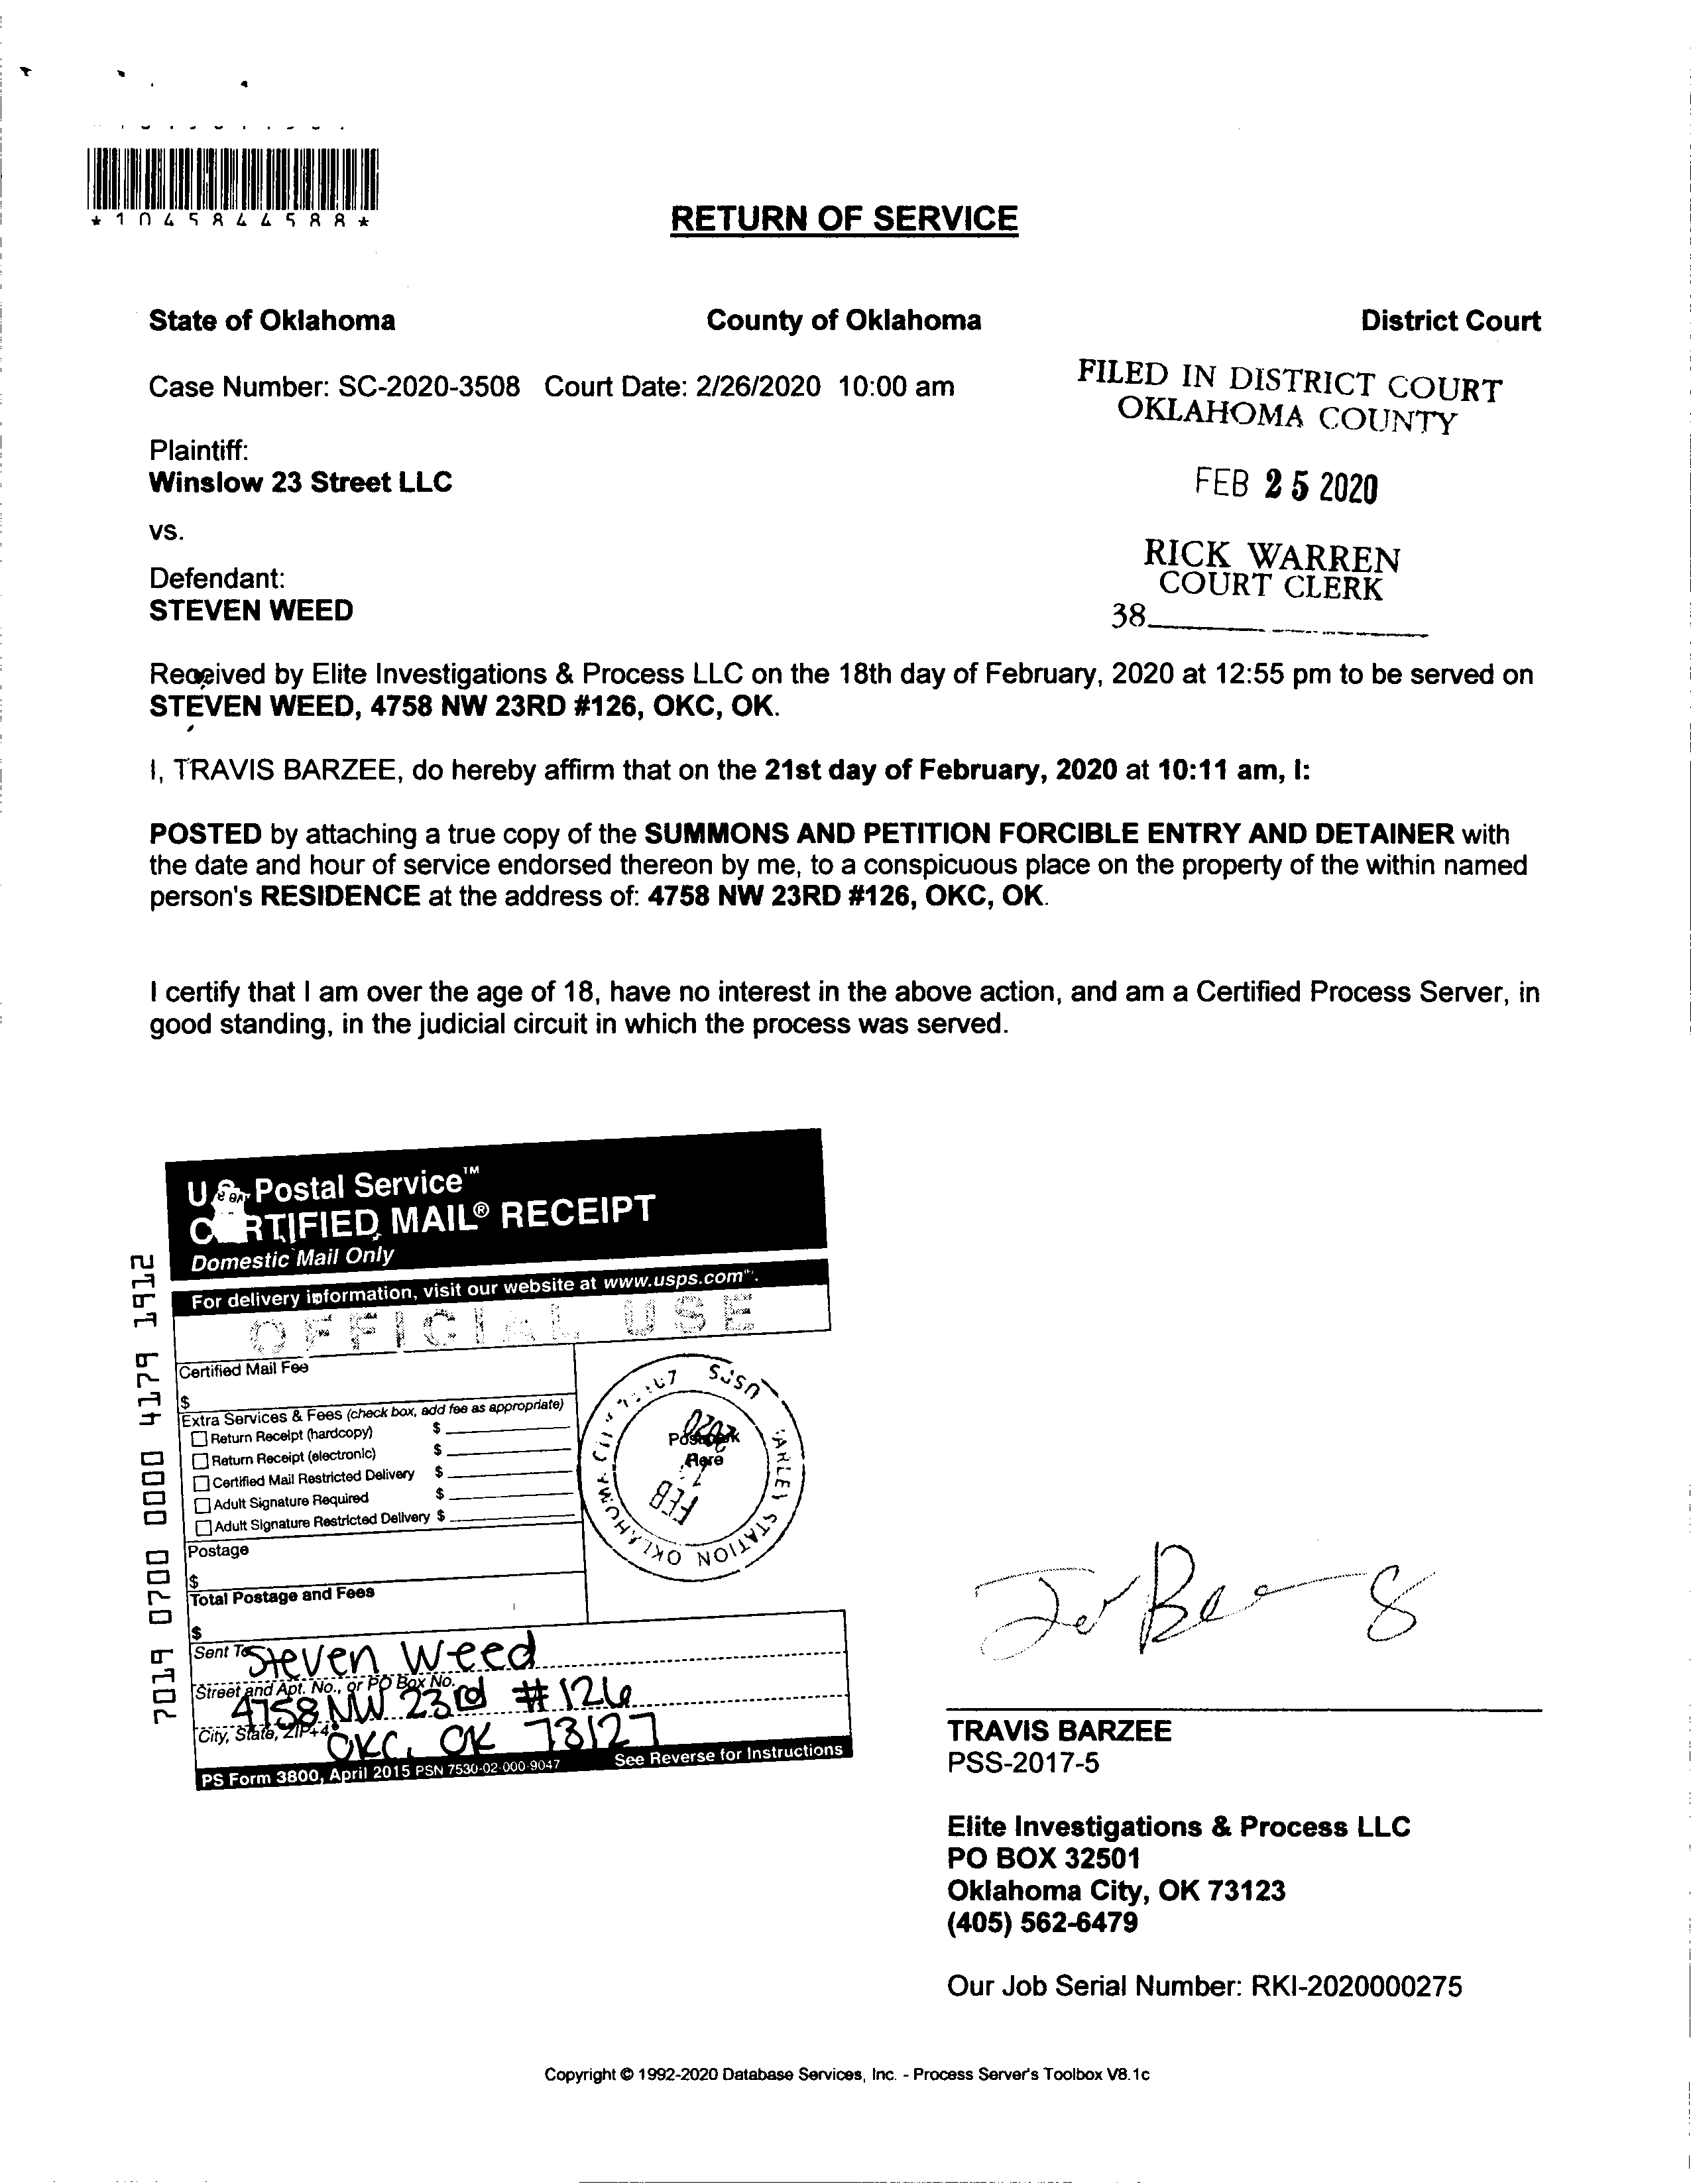 *1045844588*
RETURN OF SERVICE
State of Oklahoma County of Oklahoma District Court
Case Number: SC-2020-3508 Court Date: 2/26/2020 10:00 am
FILED IN DISTRICT COURT
OKLAHOMA COUNTY
Plaintiff:
Winslow 23 Street LLC
FEB 25 2020
vs.
RICK WARREN
COURT CLERK
38
Defendant:
STEVEN WEED
Received by Elite Investigations & Process LLC on the 18th day of February, 2020 at 12:55 pm to be served on
STEVEN WEED, 4758 NW 23RD #126, OKC, OK.
I, TRAVIS BARZEE, do hereby affirm that on the 21st day of February, 2020 at 10:11 am, I:
POSTED by attaching a true copy of the SUMMONS AND PETITION FORCIBLE ENTRY AND DETAINER with
the date and hour of service endorsed thereon by me, to a conspicuous place on the property of the within named
person's RESIDENCE at the address of: 4758 NW 23RD #126, OKC, OK.
I certify that I am over the age of 18, have no interest in the above action, and am a Certified Process Server, in
good standing, in the judicial circuit in which the process was served.
7019 0700 0000 4179 1912
U.S. Postal Service™
CERTIFIED MAIL® RECEIPT
Domestic Mail Only
For delivery information, visit our website at www.usps.com®.
OFFICIAL USE
Certified Mail Fee
$
Extra Services & Fees (check box, add fee as appropriate)
Return Receipt (hardcopy) $
Return Receipt (electronic) $
Certified Mail Restricted Delivery $
Adult Signature Required $
Adult Signature Restricted Delivery $
Postmark
Here
FEB
2020
USPS
STATION OKLAHOMA CITY
Postage
$
Total Postage and Fees
$
Sent To Steven Weed
Street and Apt. No., or PO Box No. 4758 NW 23rd #126
City, State, ZIP+4 OKC, OK 73127
PS Form 3800, April 2015 PSN 7530-02-000-9047 See Reverse for Instructions
TRAVIS BARZEE
PSS-2017-5
Elite Investigations & Process LLC
PO BOX 32501
Oklahoma City, OK 73123
(405) 562-6479
Our Job Serial Number: RKI-2020000275
Copyright © 1992-2020 Database Services, Inc. - Process Server's Toolbox V8.1c